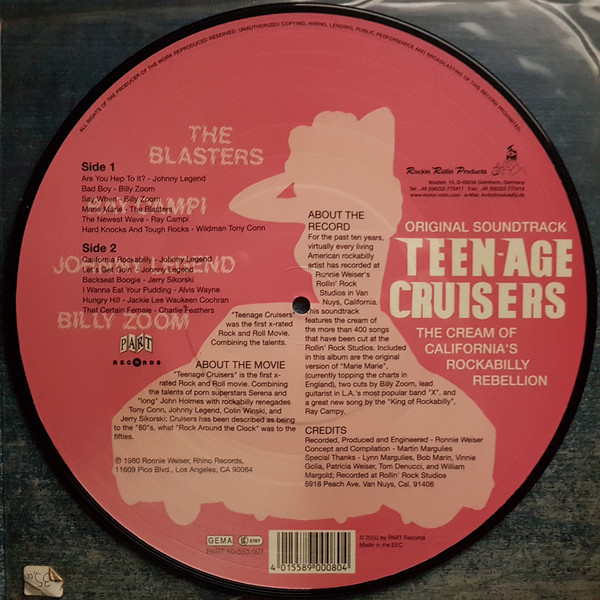 ALL RIGHTS OF THE PRODUCER OF THE WORK REPRODUCED RESERVED. UNAUTHORIZED COPYING, HIRING, LENDING, PUBLIC PERFORMANCE AND BROADCASTING OF THIS RECORD PROHIBITED.
THE
BLASTERS
Side 1
Are You Hep To It? - Johnny Legend
Bad Boy - Billy Zoom
Say When - Billy Zoom
Marie Marie - The Blasters
The Newest Wave - Ray Campi
Hard Knocks And Tough Rocks - Wildman Tony Conn
CAMPI
Side 2
California Rockabilly - Johnny Legend
Let's Get Goin' - Johnny Legend
Backseat Boogie - Jerry Sikorski
I Wanna Eat Your Pudding - Alvis Wayne
Hungry Hill - Jackie Lee Waukeen Cochran
That Certain Female - Charlie Feathers
LEGEND
BILLY ZOOM
PART
RECORDS
"Teenage Cruisers"
was the first x-rated
Rock and Roll Movie.
Combining the talents.
ABOUT THE MOVIE
"Teenage Cruisers" is the first x-
rated Rock and Roll movie. Combining
the talents of porn superstars Serena and
"long" John Holmes with rockabilly renegades
Tony Conn, Johnny Legend, Colin Winski, and
Jerry Sikorski; Cruisers has been described as being
to the "80"s, what "Rock Around the Clock" was to the
fifties.
℗ 1980 Ronnie Weiser, Rhino Records,
11609 Pico Blvd., Los Angeles, CA 90064
ABOUT THE
RECORD
For the past ten years,
virtually every living
American rockabilly
artist has recorded at
Ronnie Weiser's
Rollin' Rock
Studios in Van
Nuys, California.
This soundtrack
features the cream of
the more than 400 songs
that have been cut at the
Rollin' Rock Studios. Included
in this album are the original
version of "Marie Marie",
(currently topping the charts in
England), two cuts by Billy Zoom, lead
guitarist in L.A.'s most popular band "X", and
a great new song by the "King of Rockabilly",
Ray Campy.
CREDITS
Recorded, Produced and Engineered - Ronnie Weiser
Concept and Compilation - Martin Margulies
Special Thanks - Lynn Margulies, Bob Marin, Vinnie
Golia, Patricia Weiser, Tom Denucci, and William
Margold; Recorded at Rollin' Rock Studios
5918 Peach Ave. Van Nuys, Cal. 91406
Rockin' Rollin' Products
ORIGINAL SOUNDTRACK
TEEN-AGE
CRUISERS
THE CREAM OF
CALIFORNIA'S
ROCKABILLY
REBELLION
GEMA
LC 5767
PART
4 015589 000804
© 2000 by PART Records
Made in the EEC